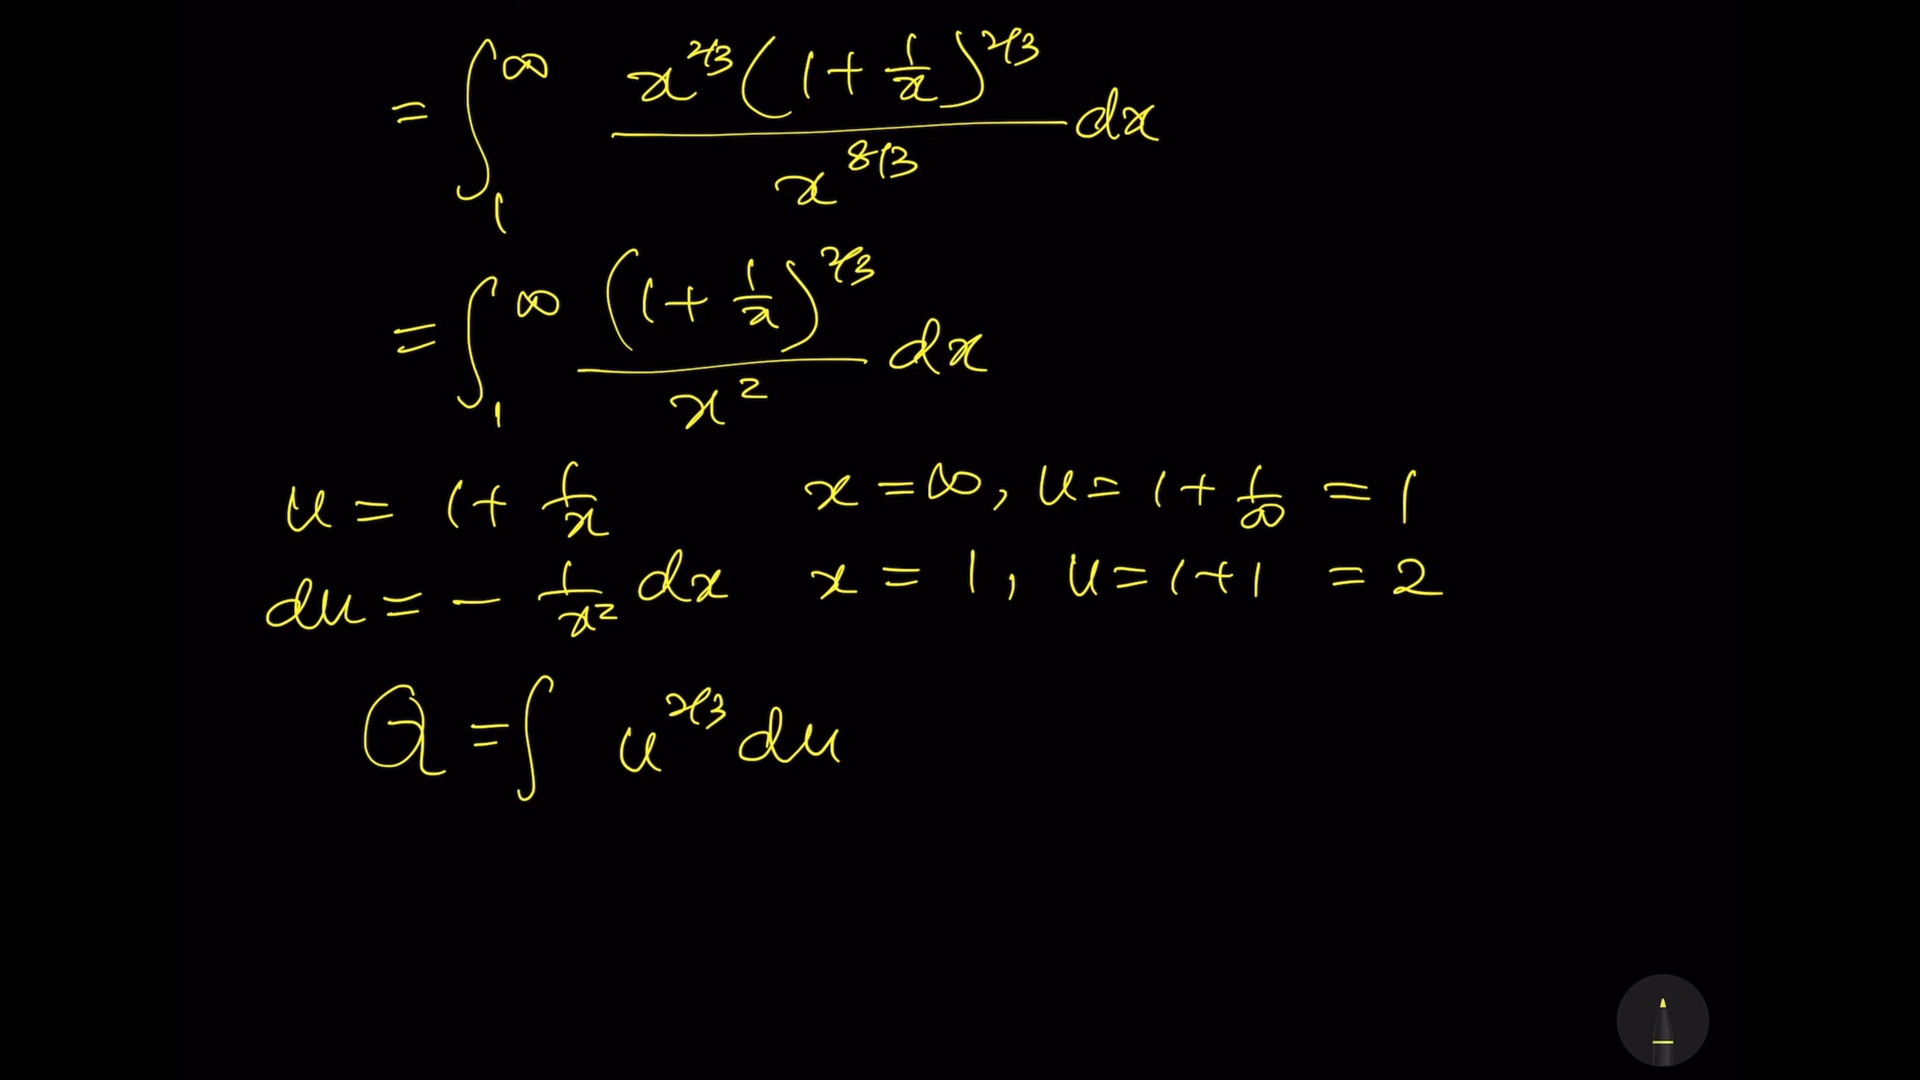 = ∫₁^∞ x^{2/3} (1 + 1/x)^{2/3} / x^{8/3} dx
= ∫₁^∞ (1 + 1/x)^{2/3} / x² dx
u = 1 + 1/x x = ∞, u = 1 + 1/∞ = 1
du = - 1/x² dx x = 1, u = 1 + 1 = 2
Q = ∫ u^{2/3} du